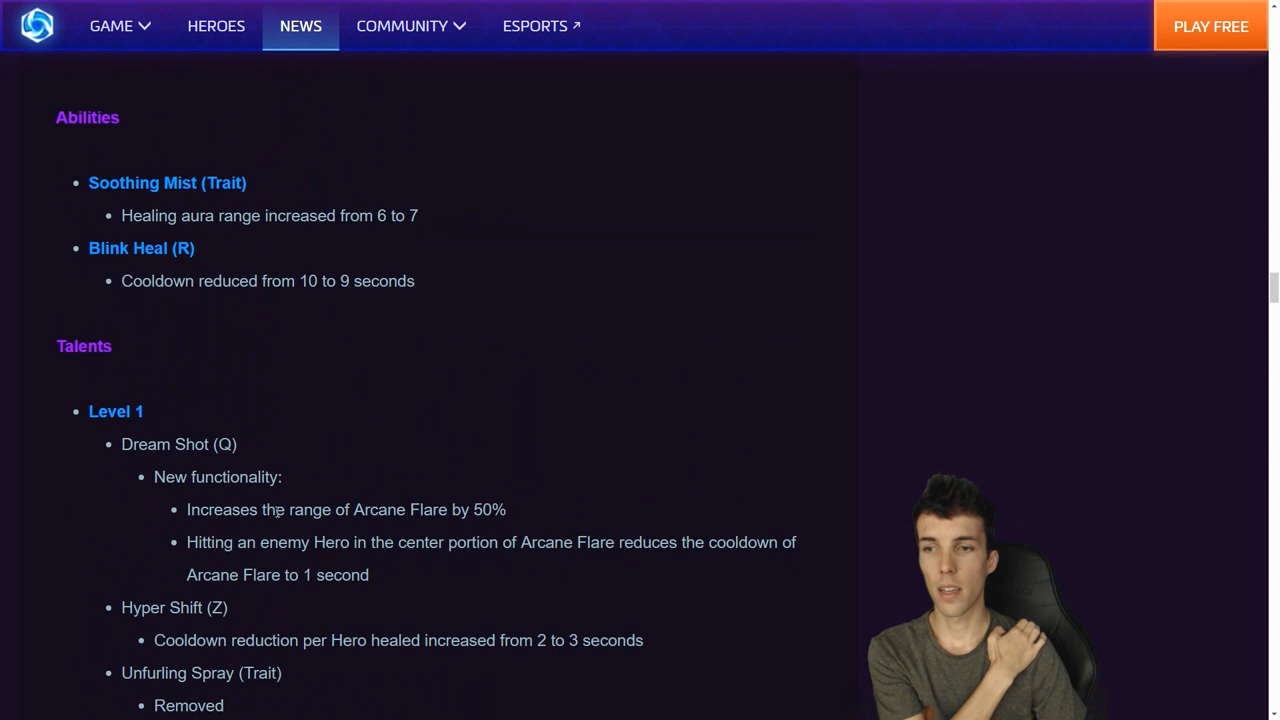 GAME HEROES NEWS COMMUNITY ESPORTS PLAY FREE
Abilities
Soothing Mist (Trait)
Healing aura range increased from 6 to 7
Blink Heal (R)
Cooldown reduced from 10 to 9 seconds
Talents
Level 1
Dream Shot (Q)
New functionality:
Increases the range of Arcane Flare by 50%
Hitting an enemy Hero in the center portion of Arcane Flare reduces the cooldown of
Arcane Flare to 1 second
Hyper Shift (Z)
Cooldown reduction per Hero healed increased from 2 to 3 seconds
Unfurling Spray (Trait)
Removed